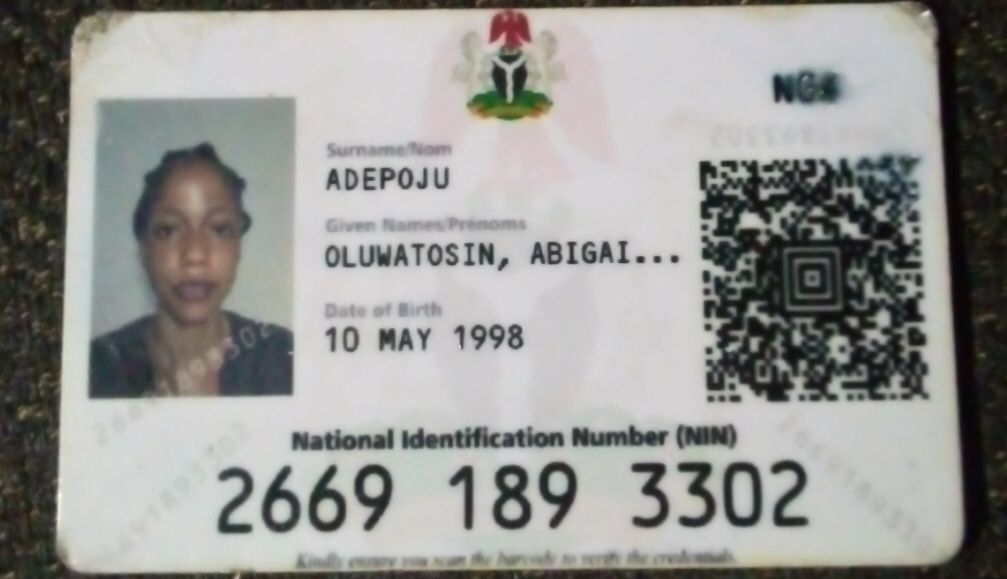 NGA
Surname/Nom
ADEPOJU
Given Names/Prénoms
OLUWATOSIN, ABIGAI...
Date of Birth
10 MAY 1998
National Identification Number (NIN)
2669 189 3302
Kindly ensure you scan the barcode to verify the credentials.